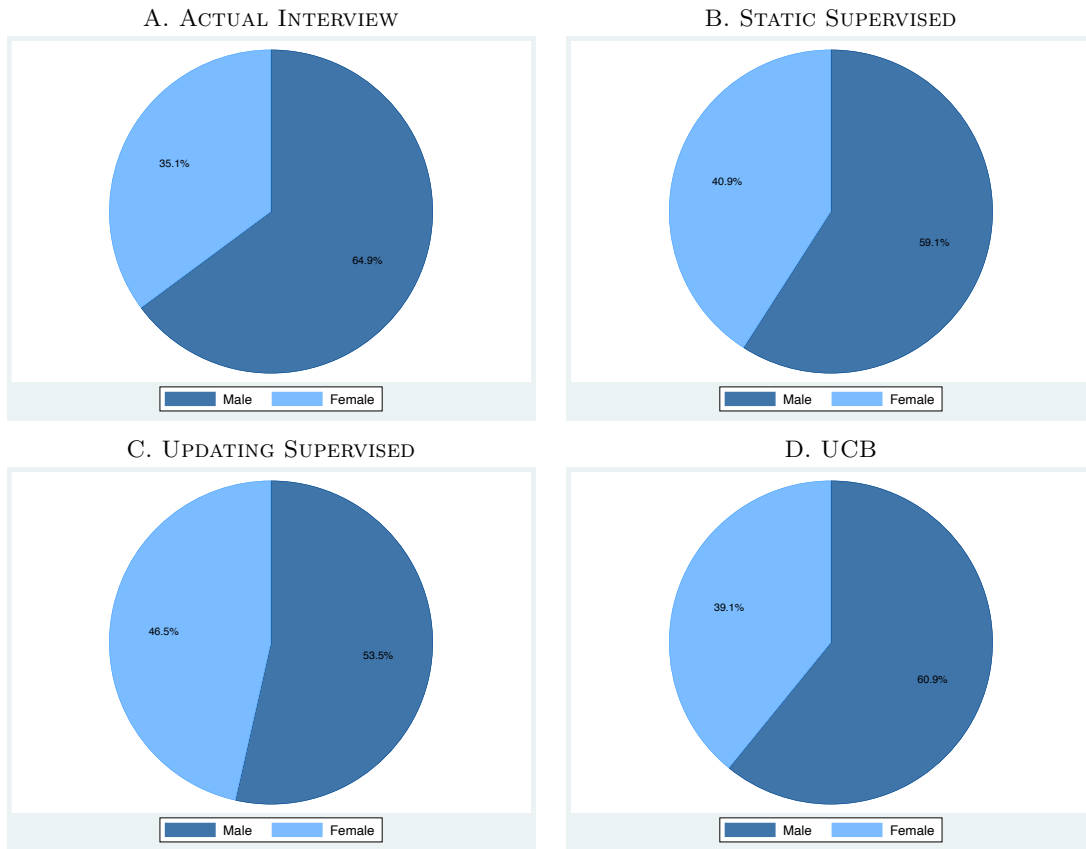 A. ACTUAL INTERVIEW
35.1%
64.9%
Male Female
B. STATIC SUPERVISED
40.9%
59.1%
Male Female
C. UPDATING SUPERVISED
46.5%
53.5%
Male Female
D. UCB
39.1%
60.9%
Male Female